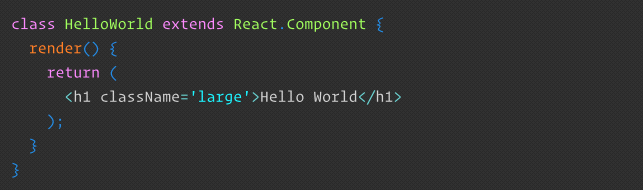 class HelloWorld extends React.Component {
  render() {
    return (
      <h1 className='large'>Hello World</h1>
    );
  }
}